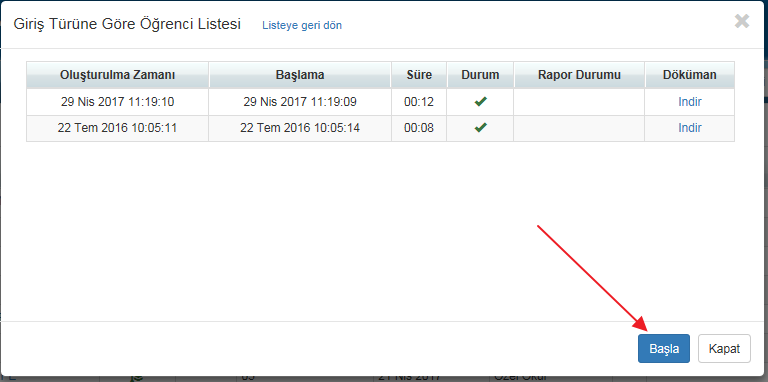 Giriş Türüne Göre Öğrenci Listesi Listeye geri dön
Oluşturulma Zamanı Başlama Süre Durum Rapor Durumu Döküman
29 Nis 2017 11:19:10 29 Nis 2017 11:19:09 00:12 Indir
22 Tem 2016 10:05:11 22 Tem 2016 10:05:14 00:08 Indir
Başla Kapat